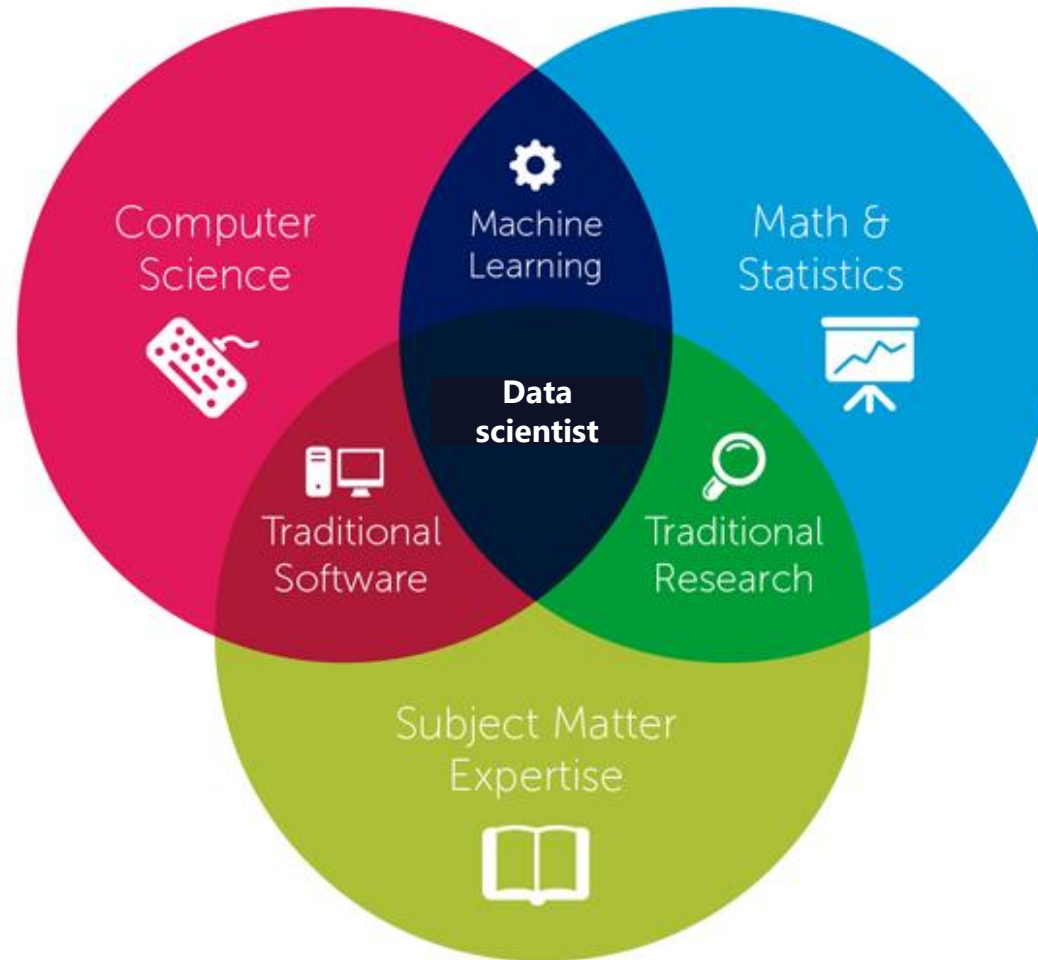 Computer
Science
Machine
Learning
Math &
Statistics
Data
scientist
Traditional
Software
Traditional
Research
Subject Matter
Expertise